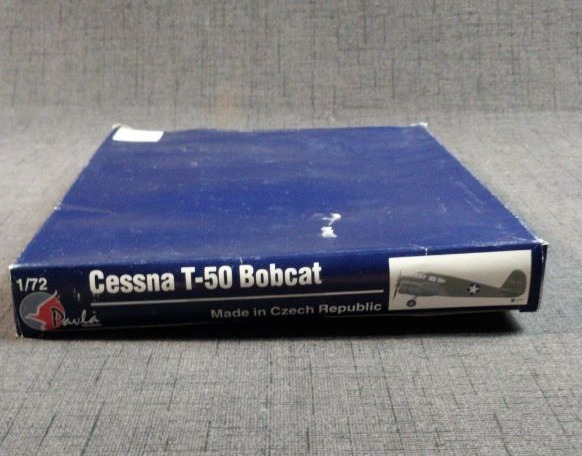 1/72
Cessna T-50 Bobcat
Pavla
Made in Czech Republic